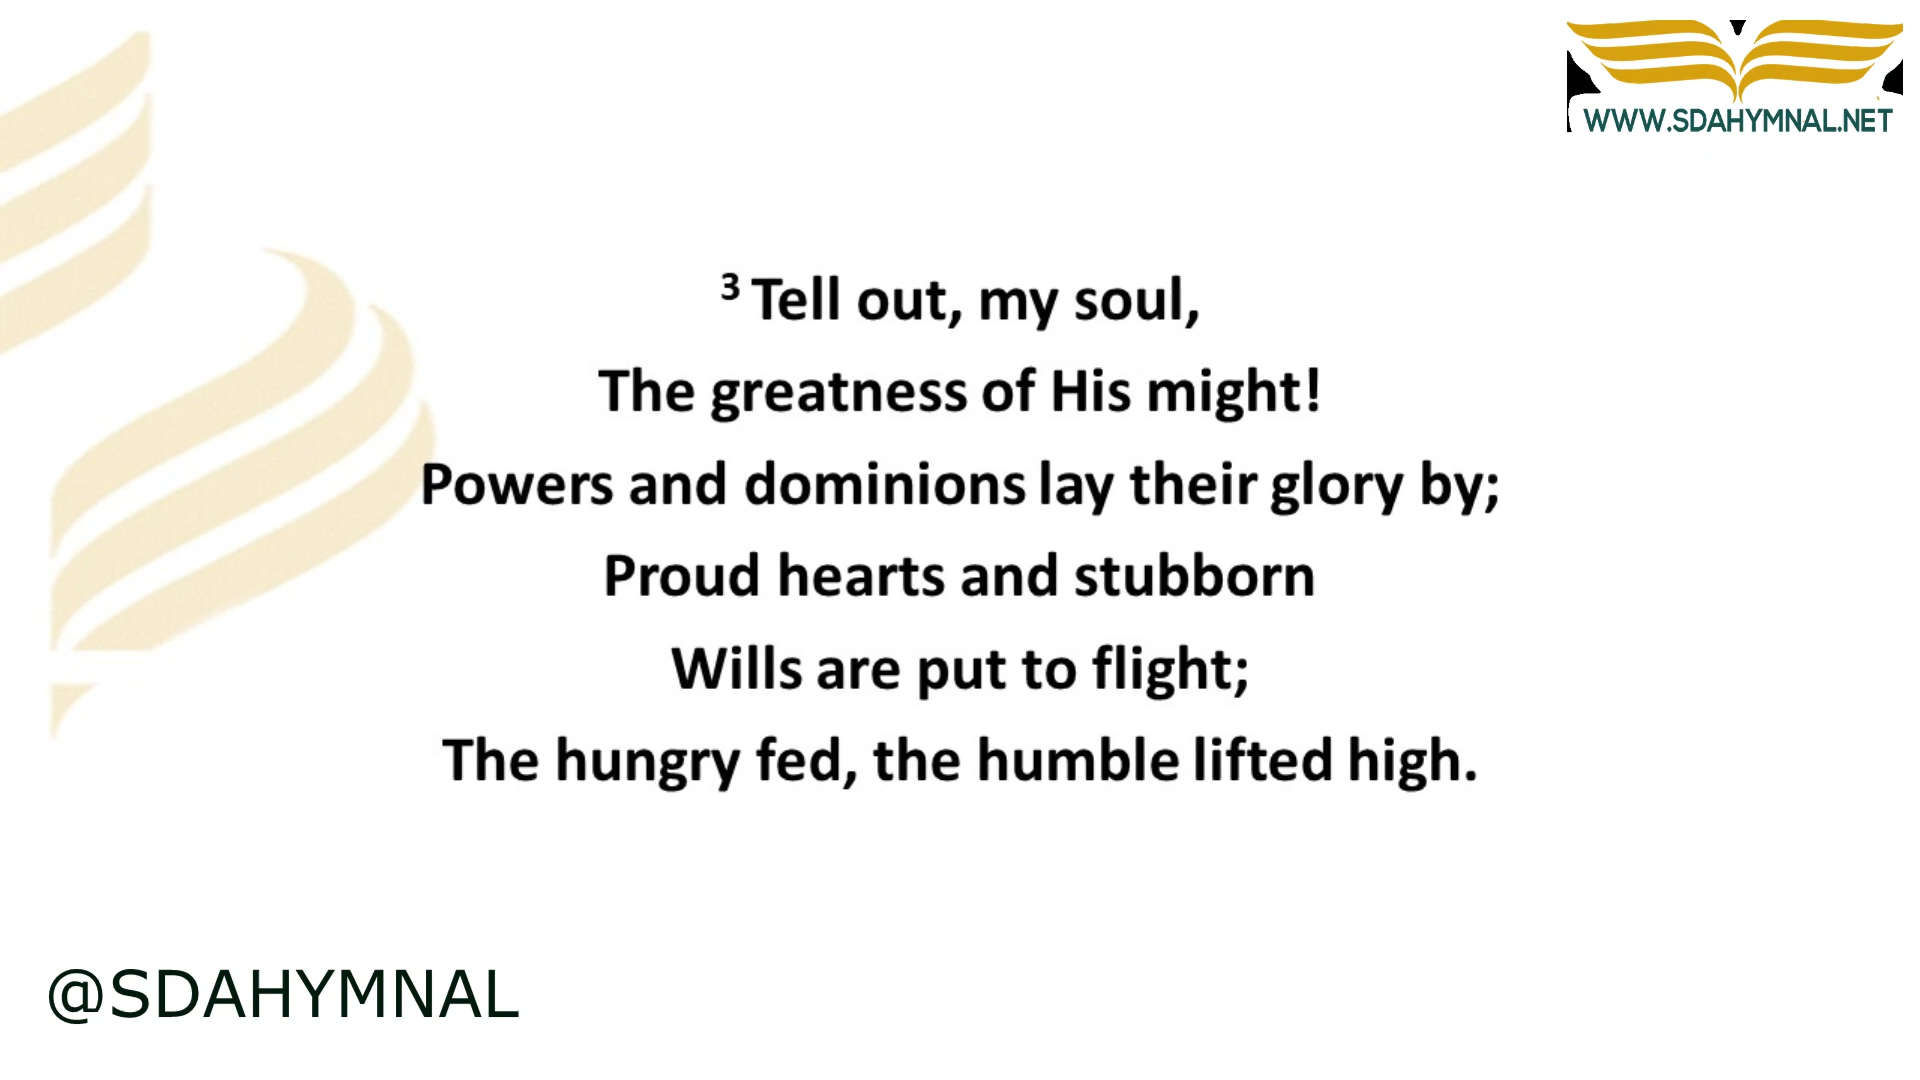 WWW.SDAHYMNAL.NET
3 Tell out, my soul,
The greatness of His might!
Powers and dominions lay their glory by;
Proud hearts and stubborn
Wills are put to flight;
The hungry fed, the humble lifted high.
@SDAHYMNAL